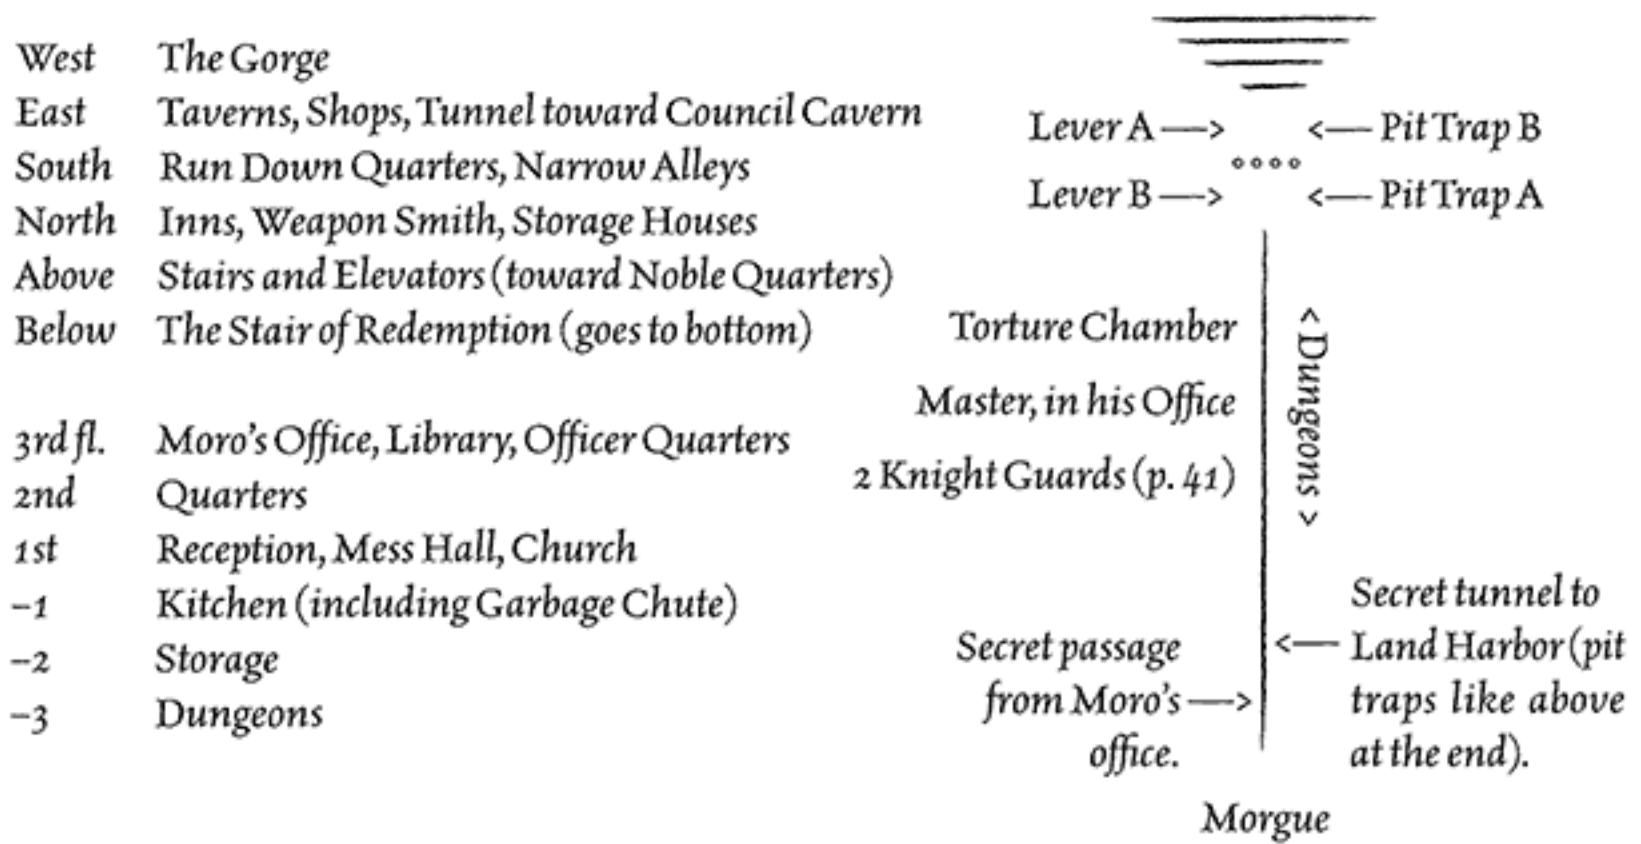 West The Gorge
East Taverns, Shops, Tunnel toward Council Cavern
South Run Down Quarters, Narrow Alleys
North Inns, Weapon Smith, Storage Houses
Above Stairs and Elevators (toward Noble Quarters)
Below The Stair of Redemption (goes to bottom)
3rd fl. Moro's Office, Library, Officer Quarters
2nd Quarters
1st Reception, Mess Hall, Church
–1 Kitchen (including Garbage Chute)
–2 Storage
–3 Dungeons
Lever A —> <— Pit Trap B
Lever B —> <— Pit Trap A
Torture Chamber
Master, in his Office
2 Knight Guards (p. 41)
< Dungeons >
Secret passage
from Moro's —>
office.
Secret tunnel to
<— Land Harbor (pit
traps like above
at the end).
Morgue